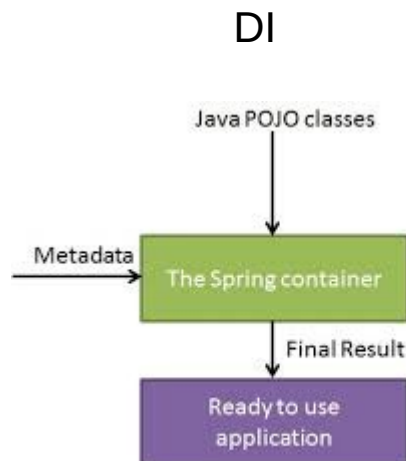 DI
Java POJO classes
Metadata
The Spring container
Final Result
Ready to use
application